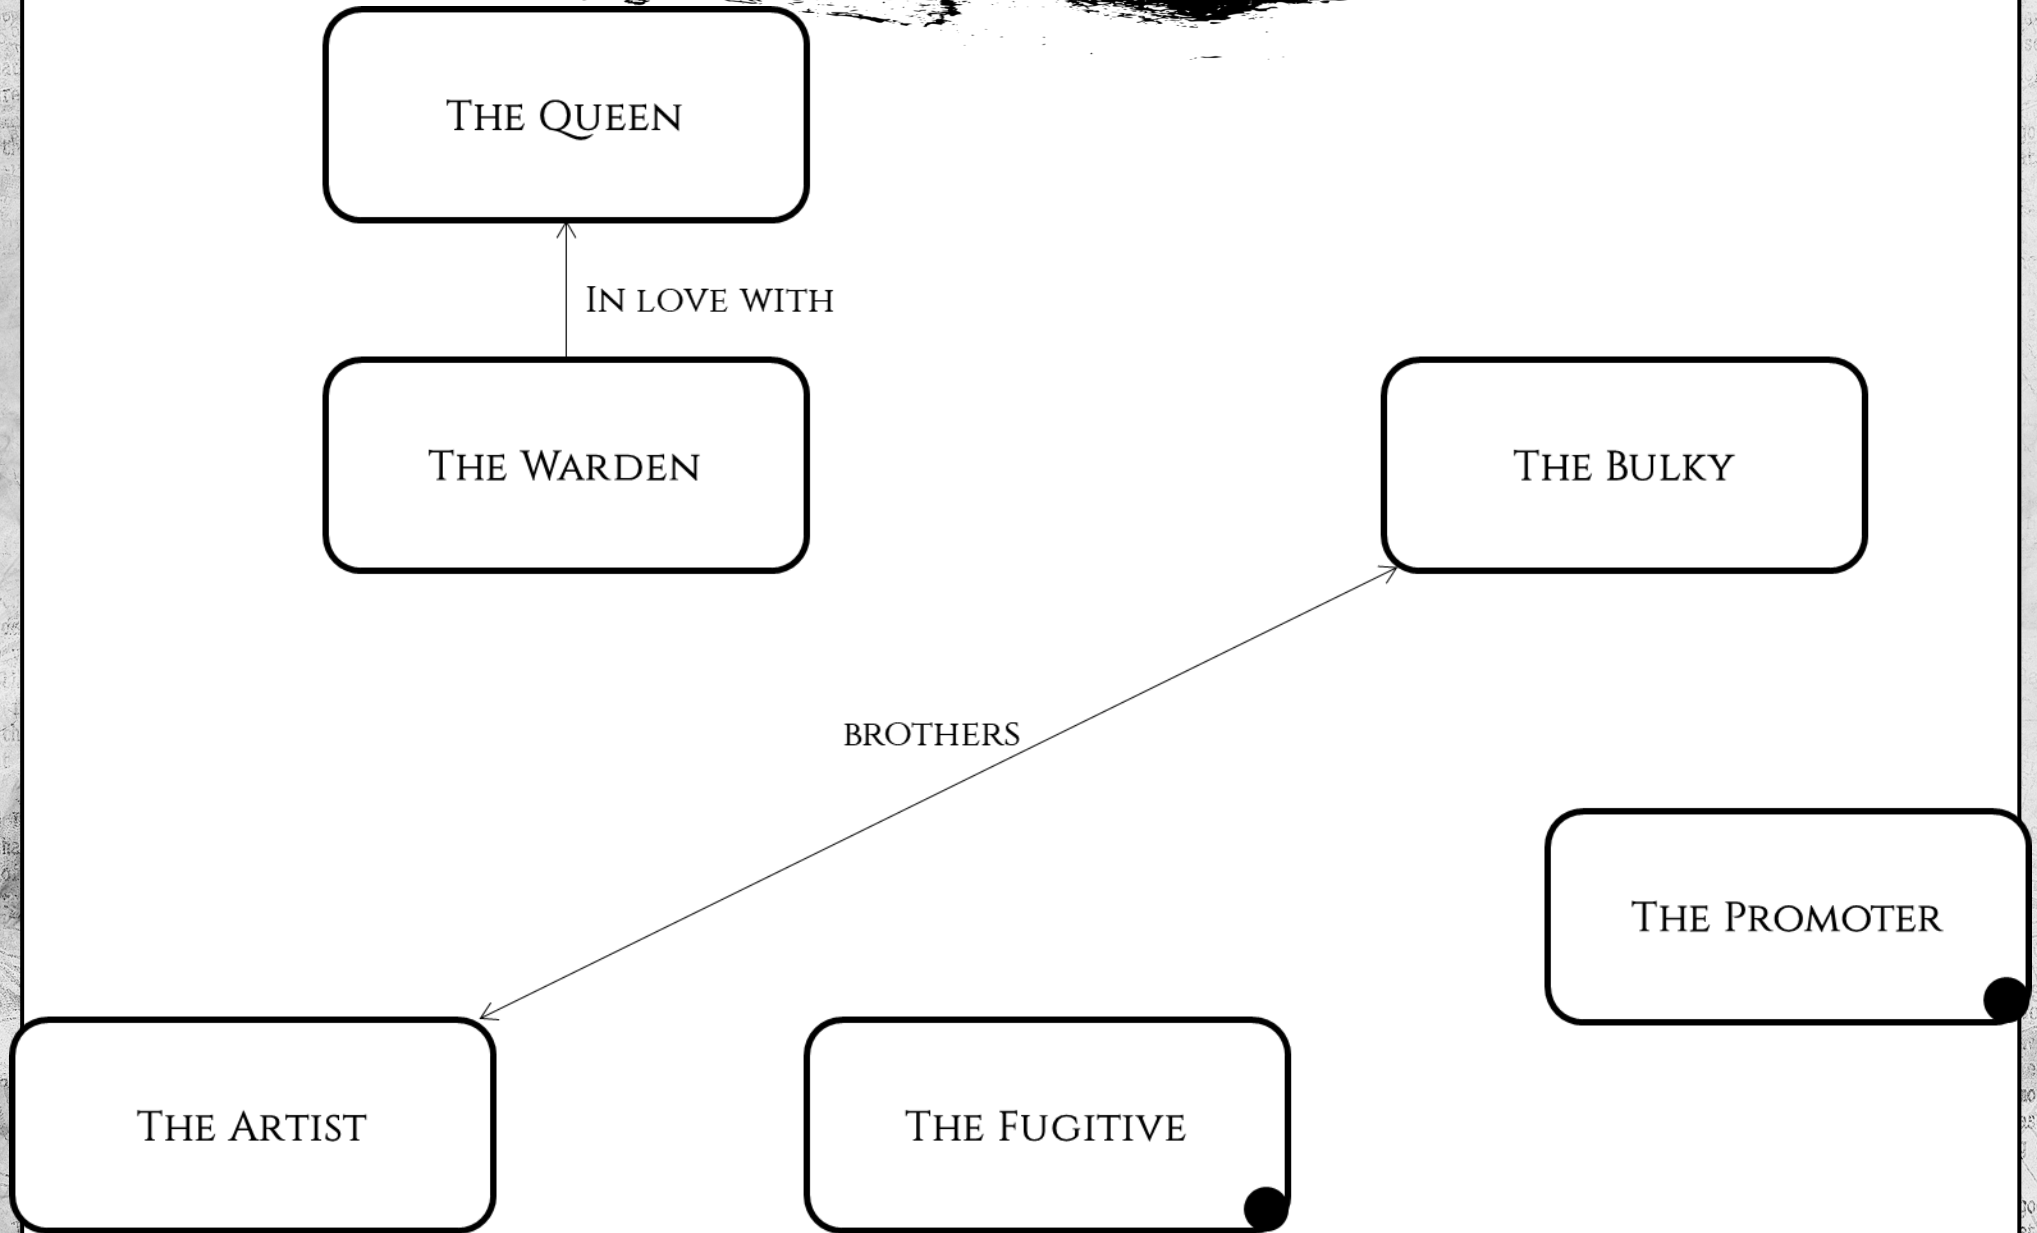 The Queen
In love with
The Warden
The Bulky
brothers
The Promoter
The Artist
The Fugitive